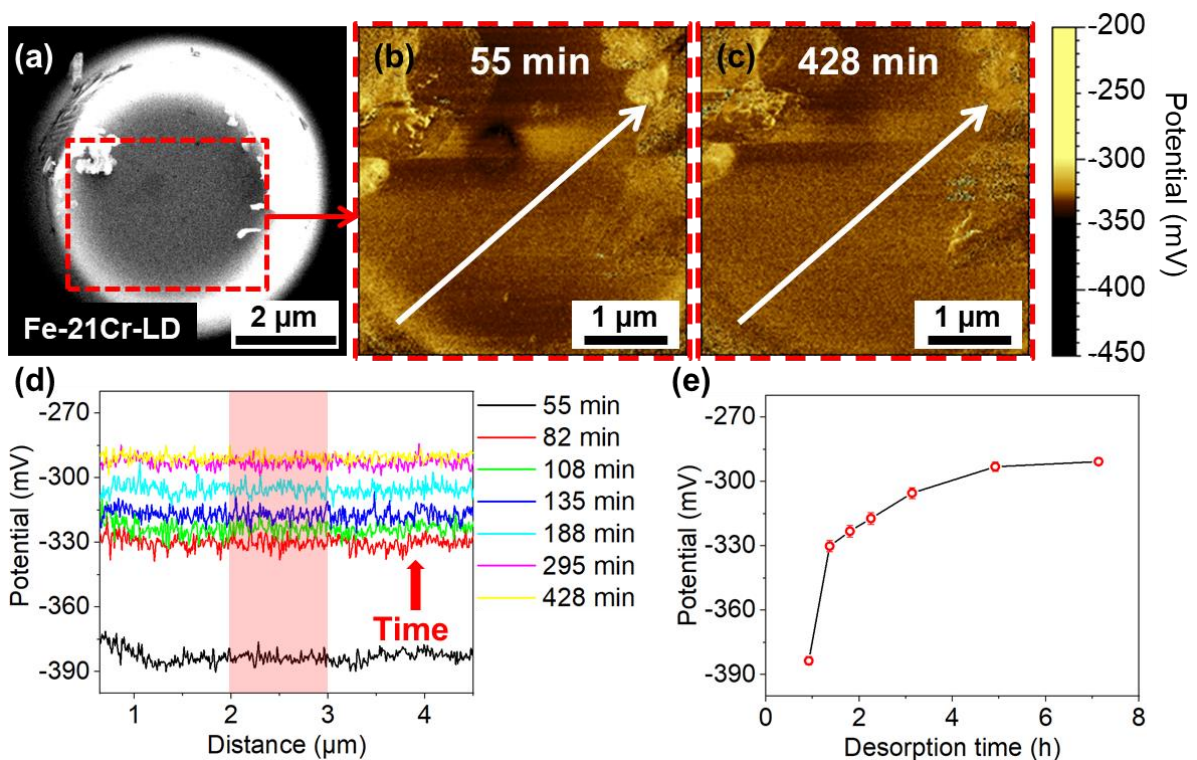 (a)
Fe-21Cr-LD
2 µm
(b)
55 min
1 µm
(c)
428 min
1 µm
-200
-250
-300
-350
-400
-450
Potential (mV)
(d)
-270
-300
-330
-360
-390
Potential (mV)
1
2
3
4
Distance (µm)
Time
55 min
82 min
108 min
135 min
188 min
295 min
428 min
(e)
-270
-300
-330
-360
-390
Potential (mV)
0
2
4
6
8
Desorption time (h)